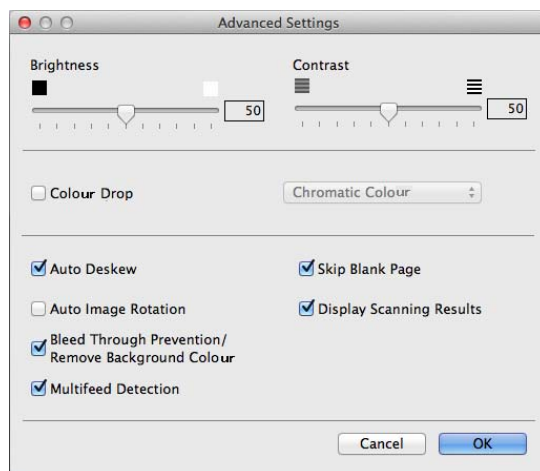 Advanced Settings
Brightness
Contrast
50
50
Colour Drop
Chromatic Colour
Auto Deskew
Skip Blank Page
Auto Image Rotation
Display Scanning Results
Bleed Through Prevention/
Remove Background Colour
Multifeed Detection
Cancel
OK